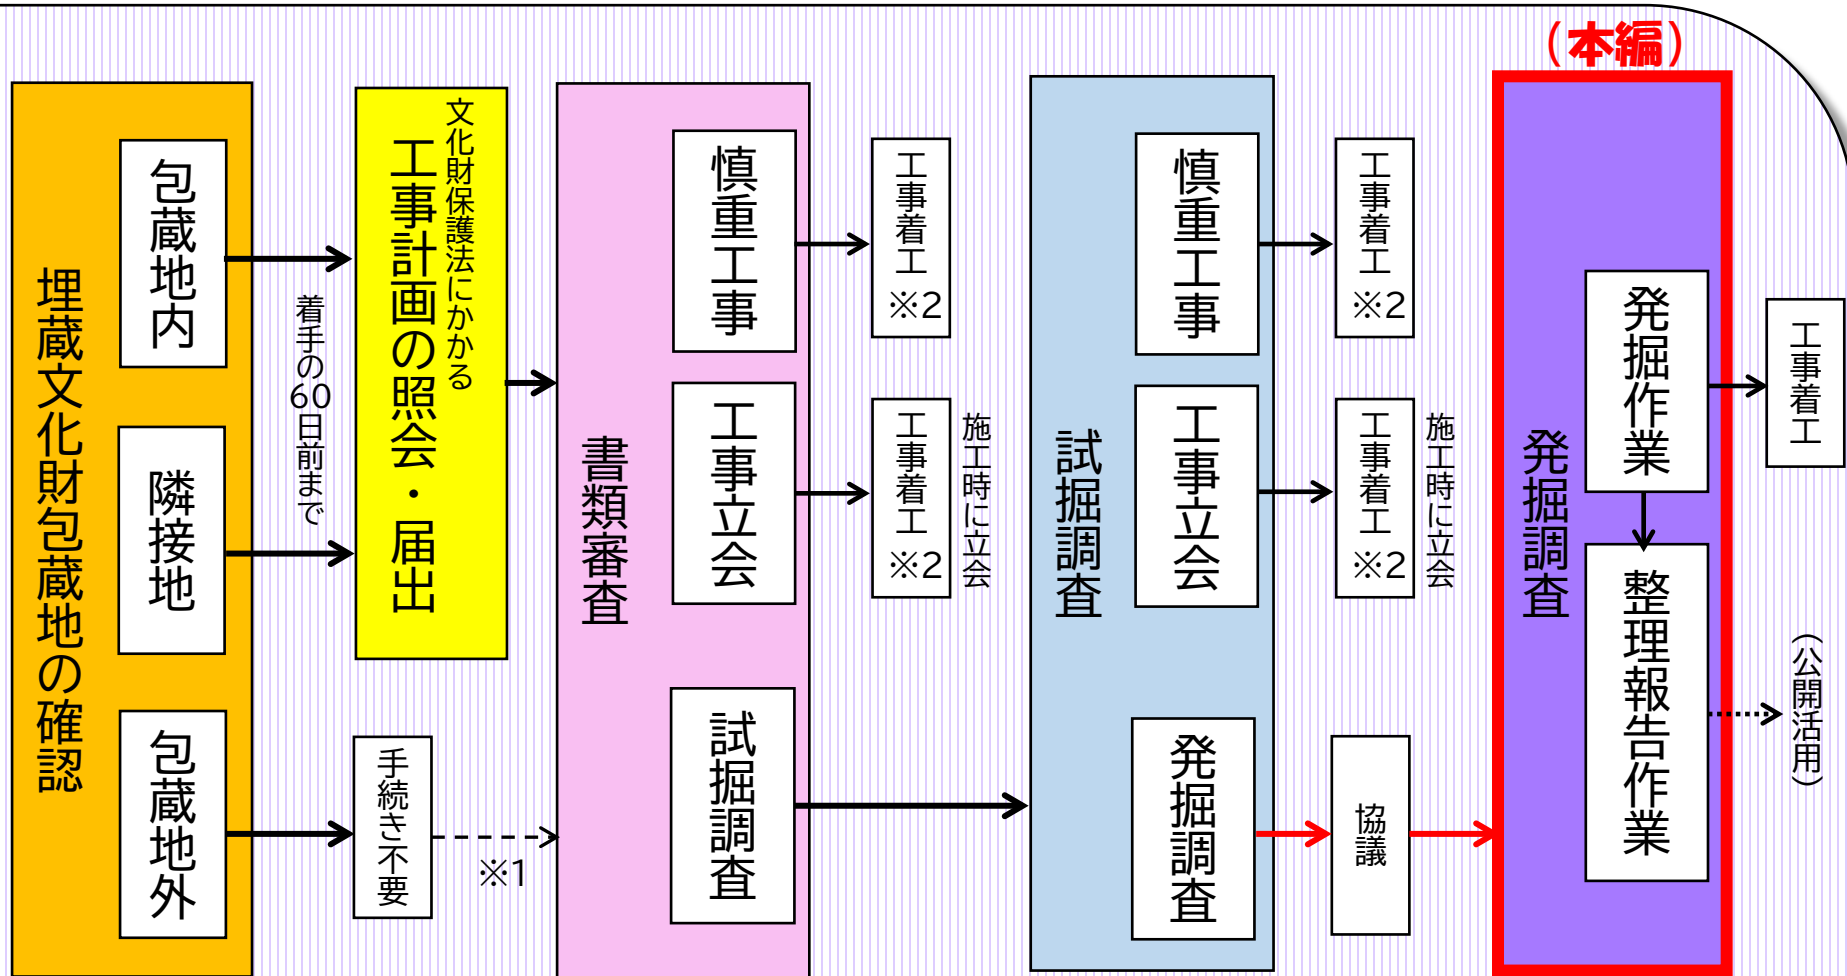 （本編）
埋蔵文化財包蔵地の確認
包蔵地内
隣接地
包蔵地外
着手の60日前まで
文化財保護法にかかる
工事計画の照会・届出
手続き不要
※1
書類審査
慎重工事
工事立会
試掘調査
工事着工
※2
工事着工
※2
施工時に立会
試掘調査
慎重工事
工事立会
発掘調査
工事着工
※2
工事着工
※2
施工時に立会
協議
発掘調査
発掘作業
整理報告作業
工事着工
（公開活用）